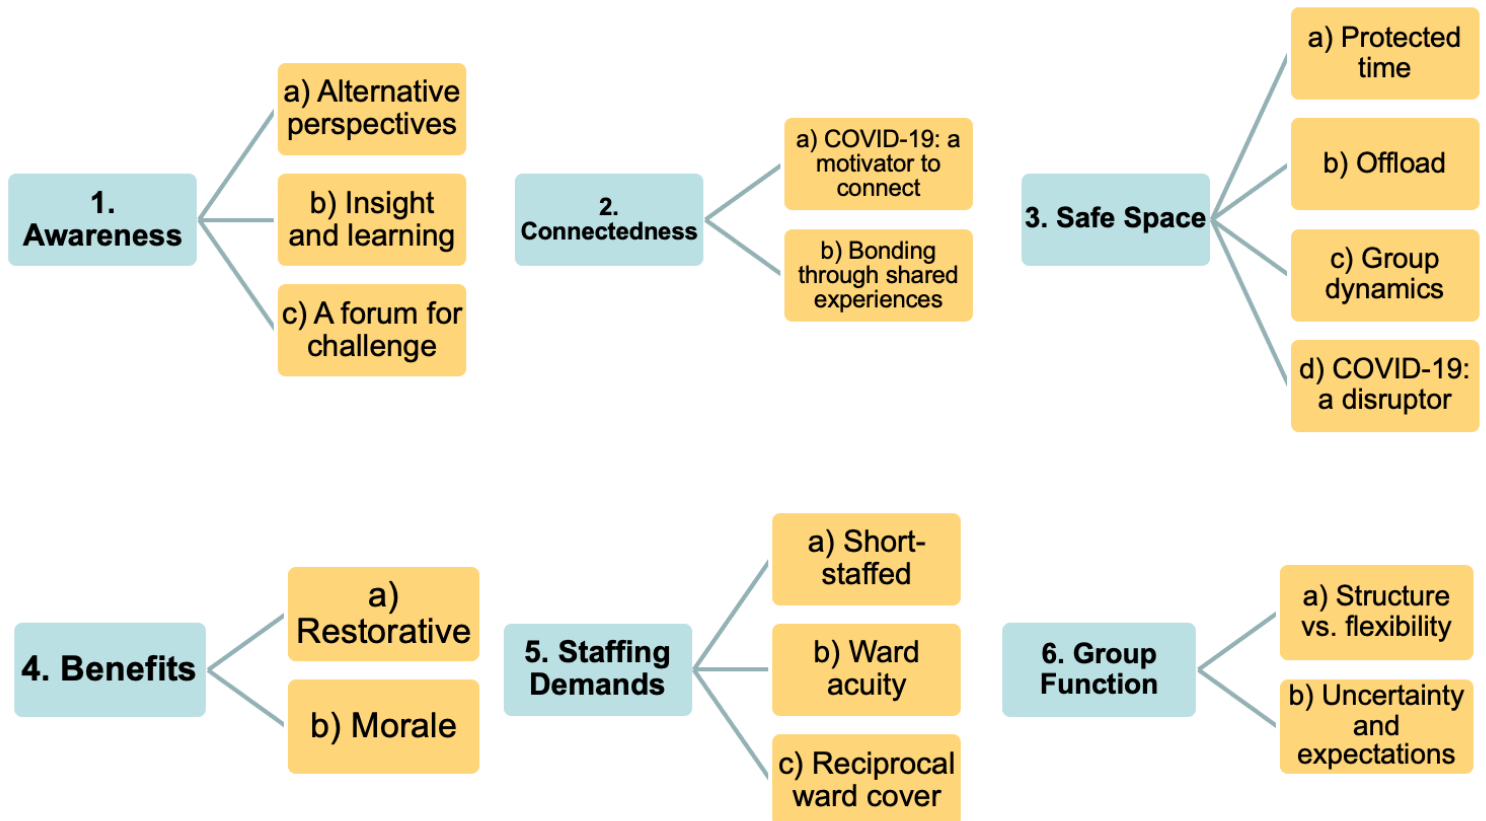 1.
Awareness
a) Alternative
perspectives
b) Insight
and learning
c) A forum for
challenge
2.
Connectedness
a) COVID-19: a
motivator to
connect
b) Bonding
through shared
experiences
3. Safe Space
a) Protected
time
b) Offload
c) Group
dynamics
d) COVID-19:
a disruptor
4. Benefits
a)
Restorative
b) Morale
5. Staffing
Demands
a) Short-
staffed
b) Ward
acuity
c) Reciprocal
ward cover
6. Group
Function
a) Structure
vs. flexibility
b) Uncertainty
and
expectations